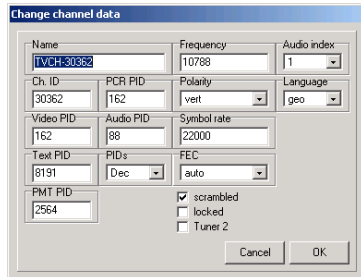 Change channel data
Name Frequency Audio index
TVCH-30362 10788 1
Ch. ID PCR PID Polarity Language
30362 162 vert geo
Video PID Audio PID Symbol rate
162 88 22000
Text PID PIDs FEC
8191 Dec auto
PMT PID
2564
scrambled
locked
Tuner 2
Cancel OK